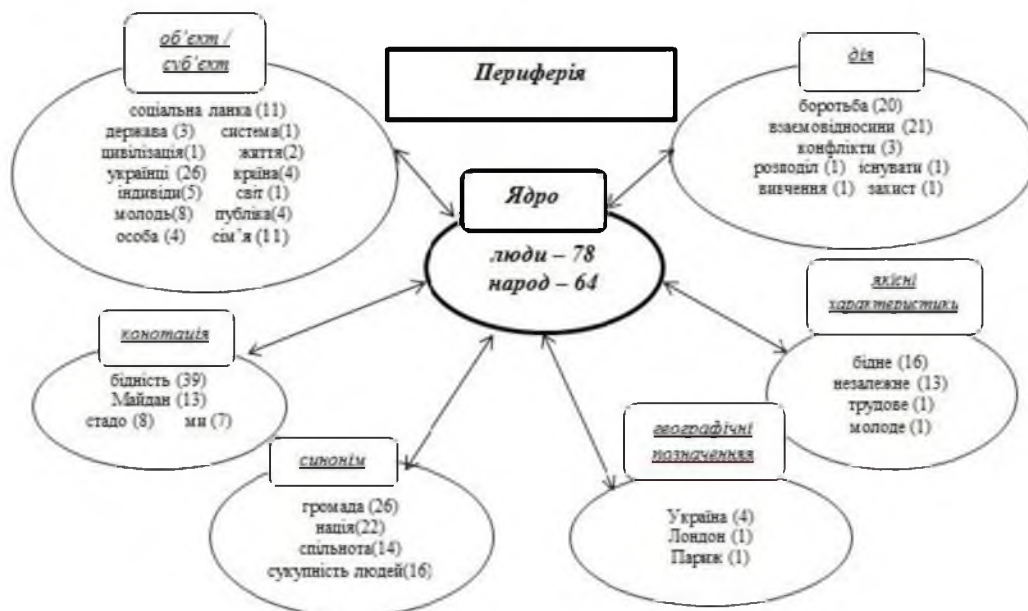 об’єкт /
суб’єкт
соціальна ланка (11)
держава (3) система(1)
цивілізація(1) життя(2)
українці (26) країна(4)
індивіди(5) світ (1)
молодь(8) публіка(4)
особа (4) сім’я (11)
Периферія
дія
боротьба (20)
взаємовідносини (21)
конфлікти (3)
розподіл (1) існувати (1)
вивчення (1) захист (1)
Ядро
люди – 78
народ – 64
якісні
характеристики
бідне (16)
незалежне (13)
трудове (1)
молоде (1)
конотація
бідність (39)
Майдан (13)
стадо (8) ми (7)
синонім
громада (26)
нація(22)
спільнота(14)
сукупність людей(16)
географічні
позначенняя
Україна (4)
Лондон (1)
Париж (1)